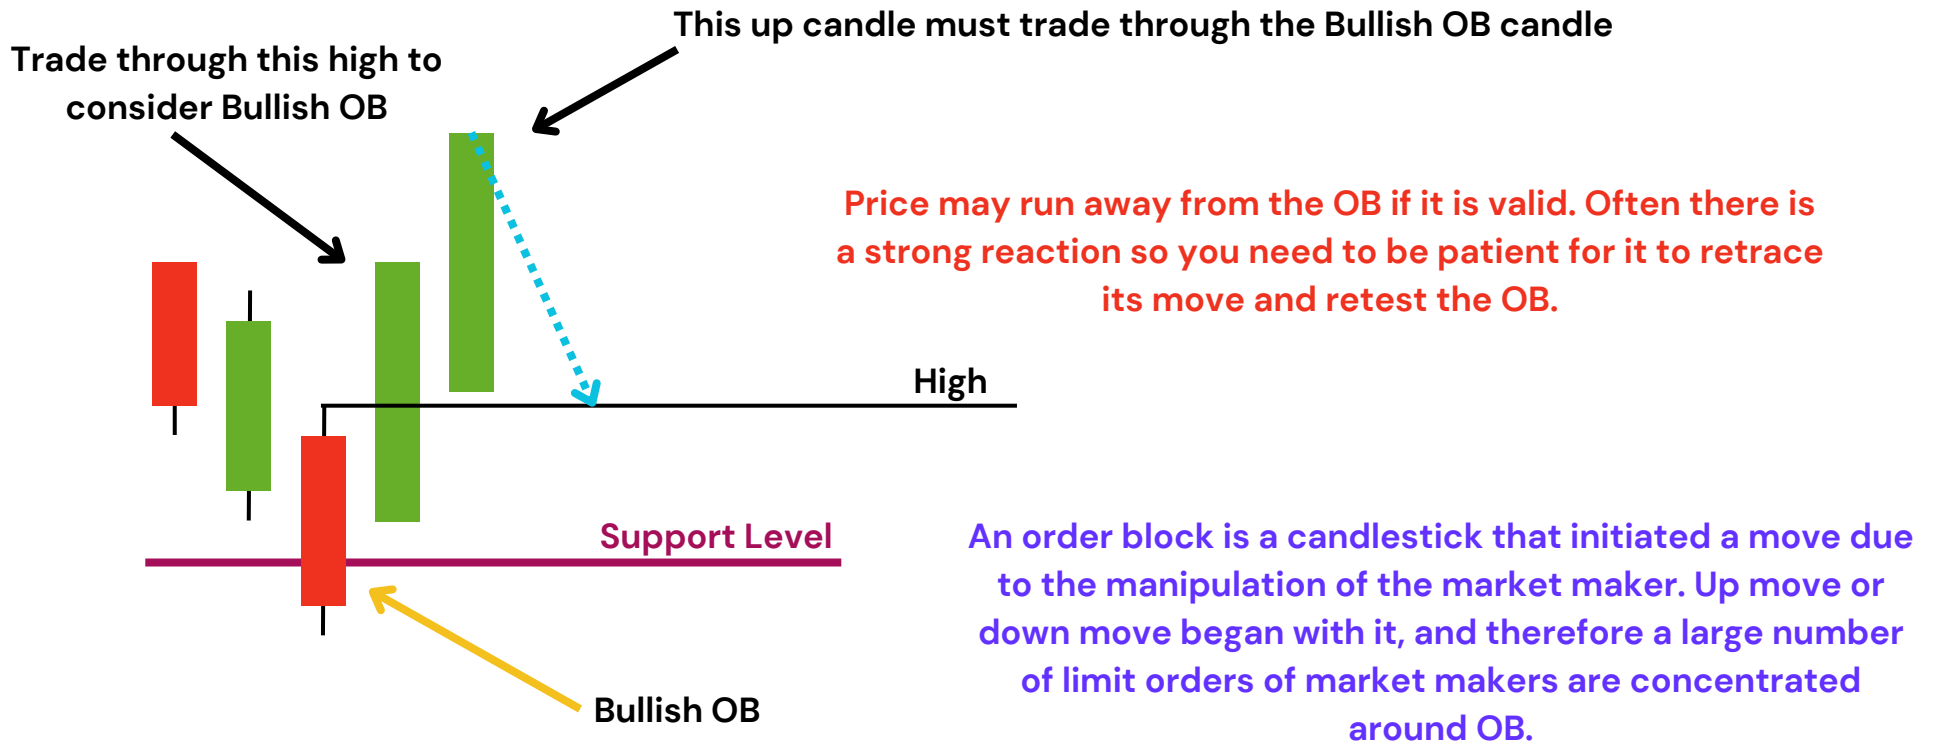 This up candle must trade through the Bullish OB candle
Trade through this high to
consider Bullish OB
Price may run away from the OB if it is valid. Often there is
a strong reaction so you need to be patient for it to retrace
its move and retest the OB.
High
Support Level
An order block is a candlestick that initiated a move due
to the manipulation of the market maker. Up move or
down move began with it, and therefore a large number
of limit orders of market makers are concentrated
around OB.
Bullish OB